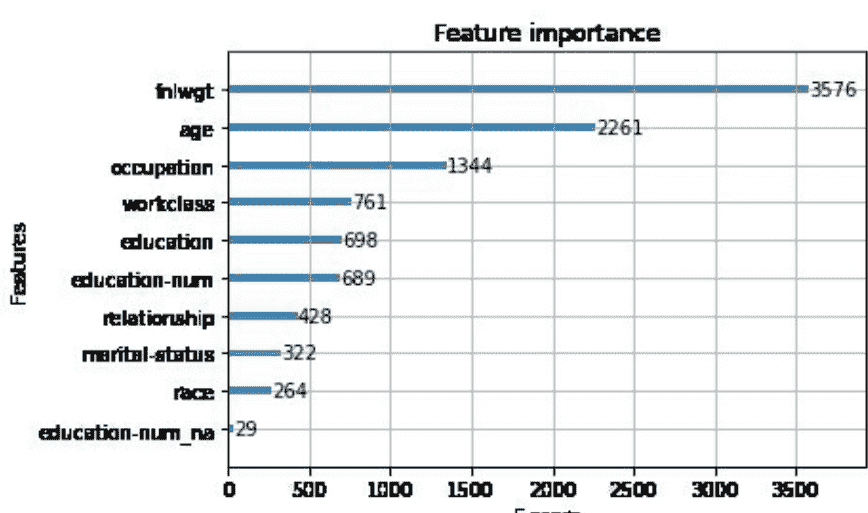 Feature importance
fnlwgt 3576
age 2261
occupation 1344
workclass 761
education 698
education-num 689
relationship 428
marital-status 322
race 264
education-num_na 29
Features
0 500 1000 1500 2000 2500 3000 3500